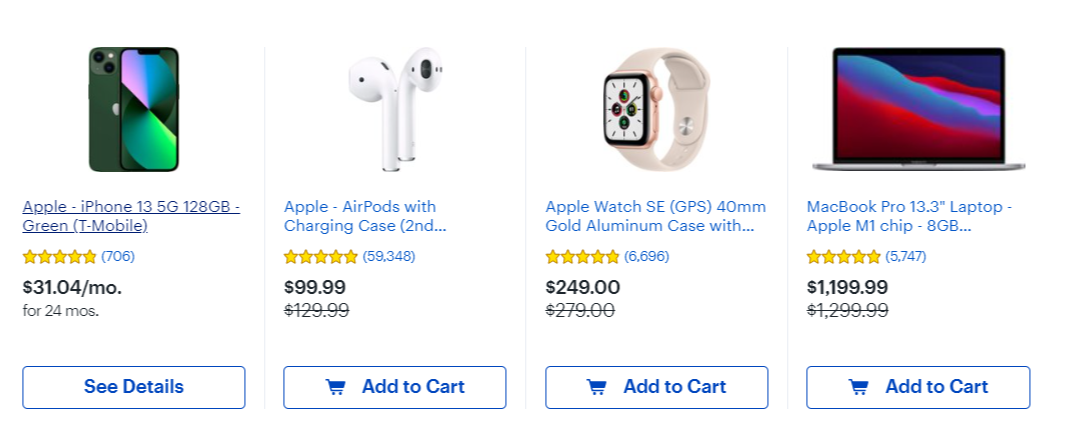 Apple - iPhone 13 5G 128GB -
Green (T-Mobile)
(706)
$31.04/mo.
for 24 mos.
See Details
Apple - AirPods with
Charging Case (2nd...
(59,348)
$99.99
$129.99
Add to Cart
Apple Watch SE (GPS) 40mm
Gold Aluminum Case with...
(6,696)
$249.00
$279.00
Add to Cart
MacBook Pro 13.3" Laptop -
Apple M1 chip - 8GB...
(5,747)
$1,199.99
$1,299.99
Add to Cart